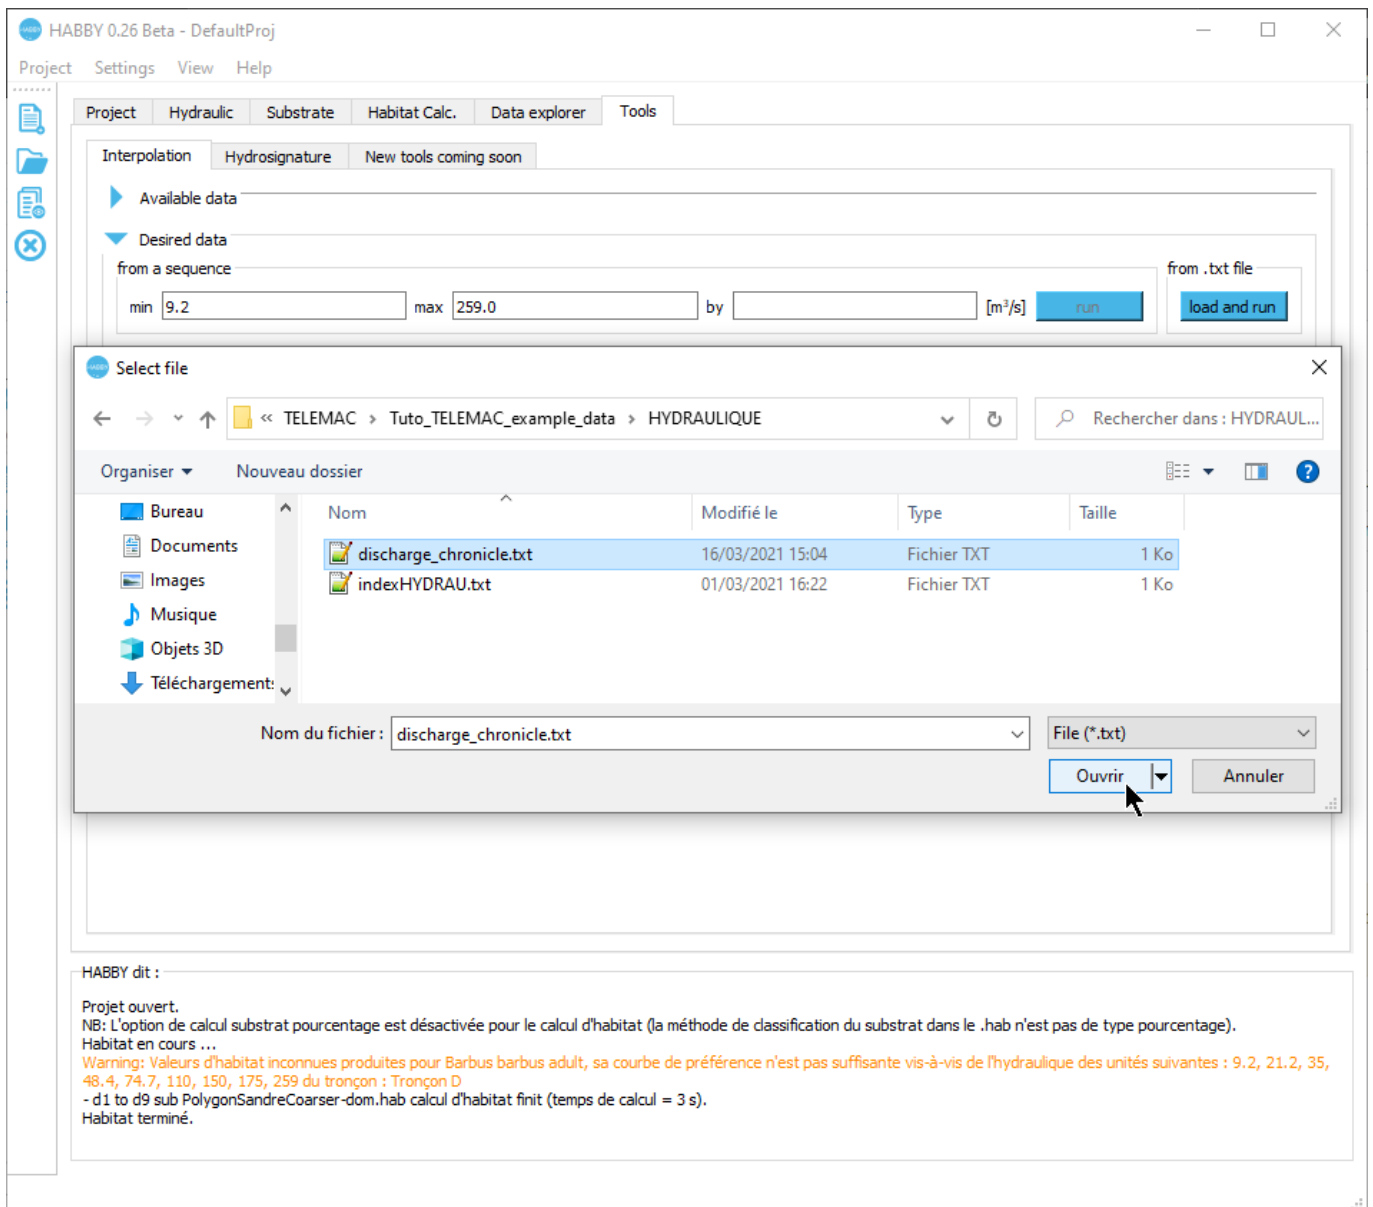 HABBY 0.26 Beta - DefaultProj
Project Settings View Help
Project Hydraulic Substrate Habitat Calc. Data explorer Tools
Interpolation Hydrosignature New tools coming soon
Available data
Desired data
from a sequence from .txt file
min 9.2 max 259.0 by [m³/s] run load and run
Select file
« TELEMAC > Tuto_TELEMAC_example_data > HYDRAULIQUE Rechercher dans : HYDRAUL...
Organiser Nouveau dossier ?
Bureau Nom Modifié le Type Taille
Documents discharge_chronicle.txt 16/03/2021 15:04 Fichier TXT 1 Ko
Images indexHYDRAU.txt 01/03/2021 16:22 Fichier TXT 1 Ko
Musique
Objets 3D
Téléchargements
Nom du fichier : discharge_chronicle.txt File (*.txt)
Ouvrir Annuler
HABBY dit :
Projet ouvert.
NB: L'option de calcul substrat pourcentage est désactivée pour le calcul d'habitat (la méthode de classification du substrat dans le .hab n'est pas de type pourcentage).
Habitat en cours ...
Warning: Valeurs d'habitat inconnues produites pour Barbus barbus adult, sa courbe de préférence n'est pas suffisante vis-à-vis de l'hydraulique des unités suivantes : 9.2, 21.2, 35,
48.4, 74.7, 110, 150, 175, 259 du tronçon : Tronçon D
- d1 to d9 sub PolygonSandreCoarser-dom.hab calcul d'habitat finit (temps de calcul = 3 s).
Habitat terminé.